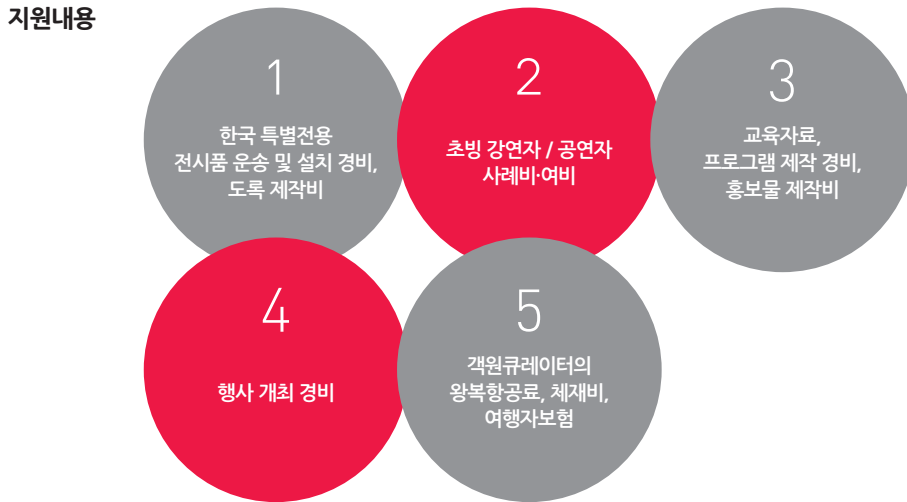 지원내용
1
한국 특별전용
전시품 운송 및 설치 경비,
도록 제작비
2
초빙 강연자 / 공연자
사례비·여비
3
교육자료,
프로그램 제작 경비,
홍보물 제작비
4
행사 개최 경비
5
객원큐레이터의
왕복항공료, 체재비,
여행자보험